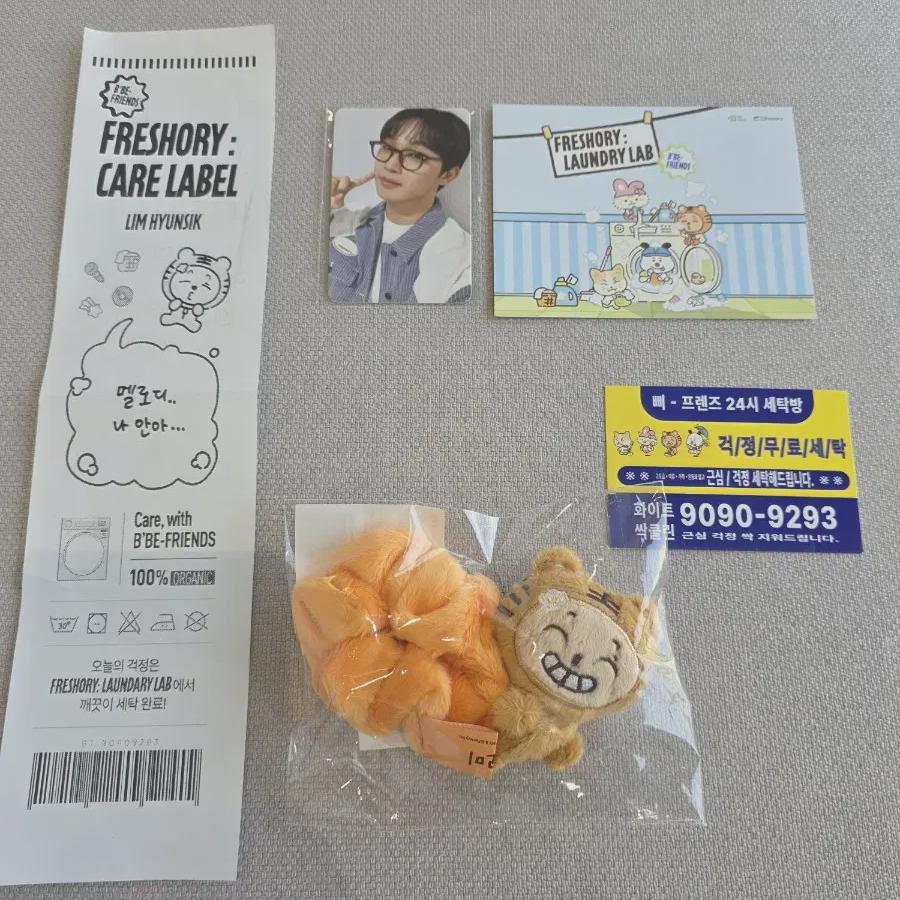 B'BE-
FRIENDS
FRESHORY :
CARE LABEL
LIM HYUNSIK
멜로디..
나 안아...
Care, with
B'BE-FRIENDS
100% ORGANIC
30°
오늘의 걱정은
FRESHORY: LAUNDARY LAB 에서
깨끗이 세탁 완료!
BT 90909293
FRESHORY :
LAUNDRY LAB
B'BE-
FRIENDS
삐 - 프렌즈 24시 세탁방
걱/정/무/료/세/탁
근심 / 걱정 세탁해드립니다.
화이트
싹클린
9090-9293
근심 걱정 싹 지워드립니다.